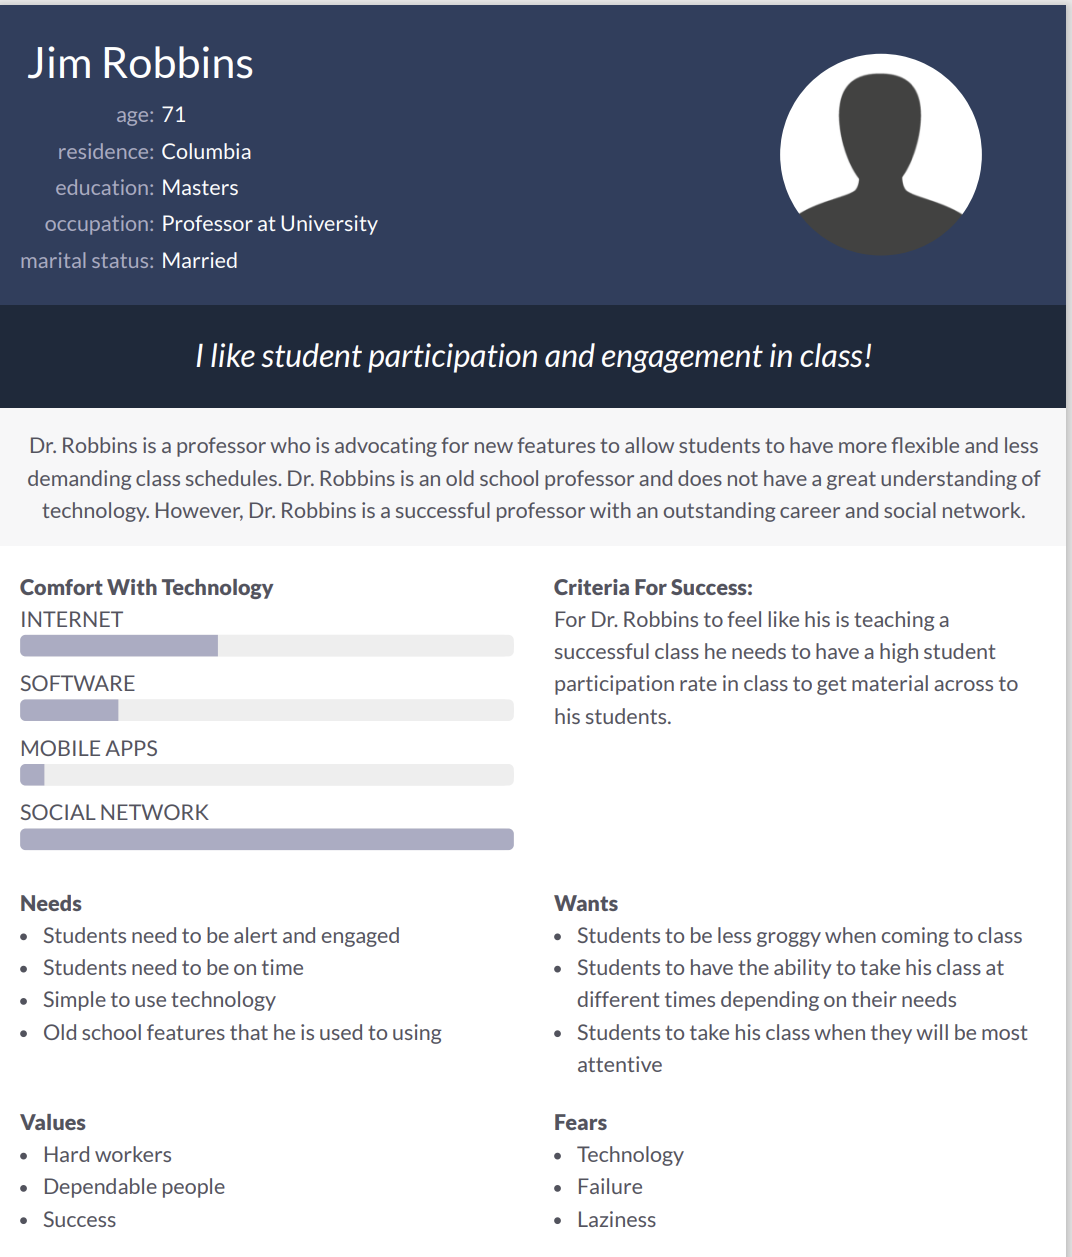 Jim Robbins
age: 71
residence: Columbia
education: Masters
occupation: Professor at University
marital status: Married
I like student participation and engagement in class!
Dr. Robbins is a professor who is advocating for new features to allow students to have more flexible and less
demanding class schedules. Dr. Robbins is an old school professor and does not have a great understanding of
technology. However, Dr. Robbins is a successful professor with an outstanding career and social network.
Comfort With Technology
INTERNET
SOFTWARE
MOBILE APPS
SOCIAL NETWORK
Criteria For Success:
For Dr. Robbins to feel like his is teaching a
successful class he needs to have a high student
participation rate in class to get material across to
his students.
Needs
• Students need to be alert and engaged
• Students need to be on time
• Simple to use technology
• Old school features that he is used to using
Wants
• Students to be less groggy when coming to class
• Students to have the ability to take his class at
different times depending on their needs
• Students to take his class when they will be most
attentive
Values
• Hard workers
• Dependable people
• Success
Fears
• Technology
• Failure
• Laziness